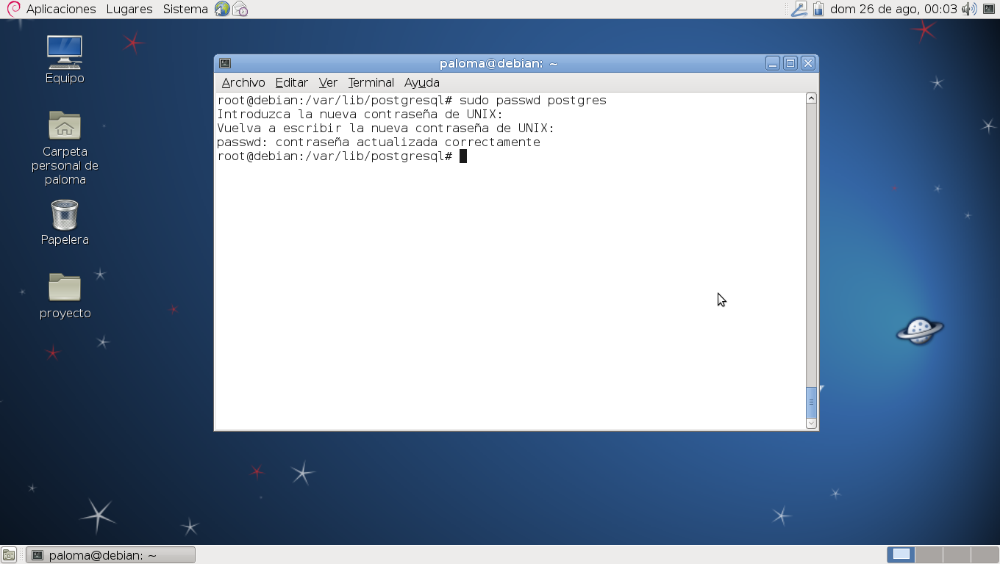 Aplicaciones Lugares Sistema dom 26 de ago, 00:03
Equipo
Carpeta
personal de
paloma
Papelera
proyecto
paloma@debian: ~
Archivo Editar Ver Terminal Ayuda
root@debian:/var/lib/postgresql# sudo passwd postgres
Introduzca la nueva contraseña de UNIX:
Vuelva a escribir la nueva contraseña de UNIX:
passwd: contraseña actualizada correctamente
root@debian:/var/lib/postgresql#
paloma@debian: ~